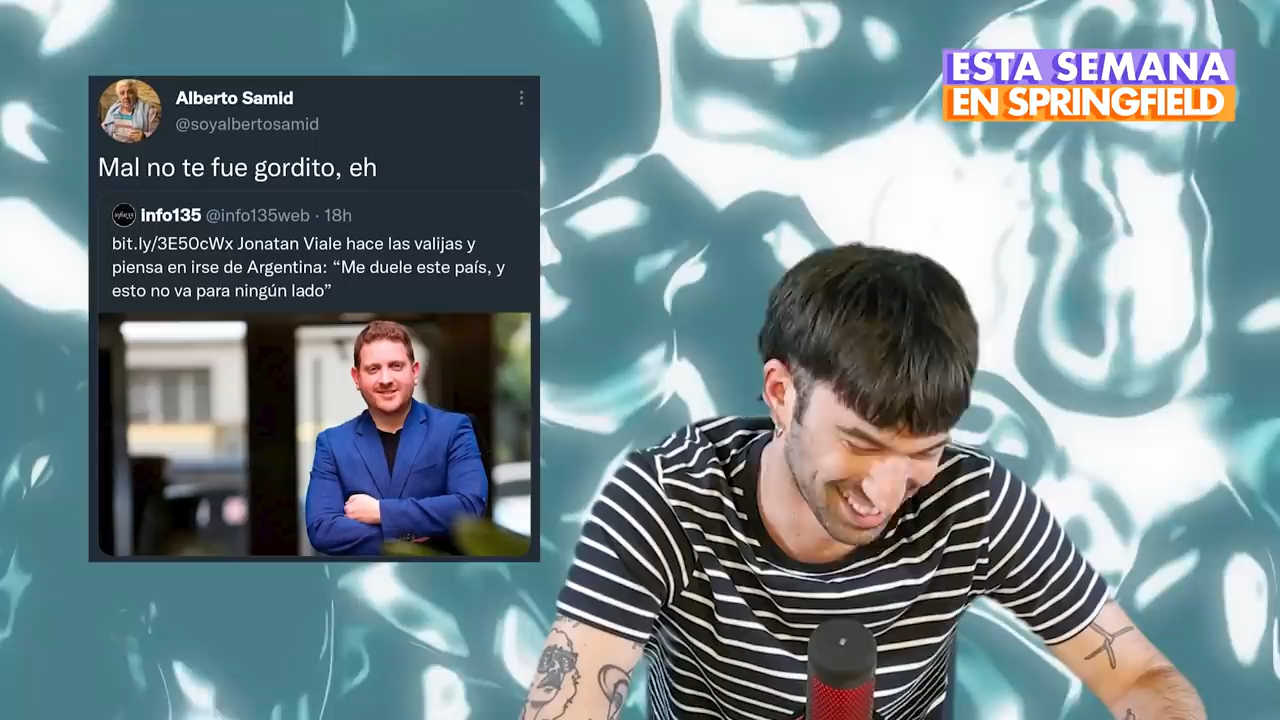 ESTA SEMANA
EN SPRINGFIELD
Alberto Samid
@soyalbertosamid
Mal no te fue gordito, eh
info135 @info135web · 18h
bit.ly/3E50cWx Jonatan Viale hace las valijas y
piensa en irse de Argentina: “Me duele este país, y
esto no va para ningún lado”